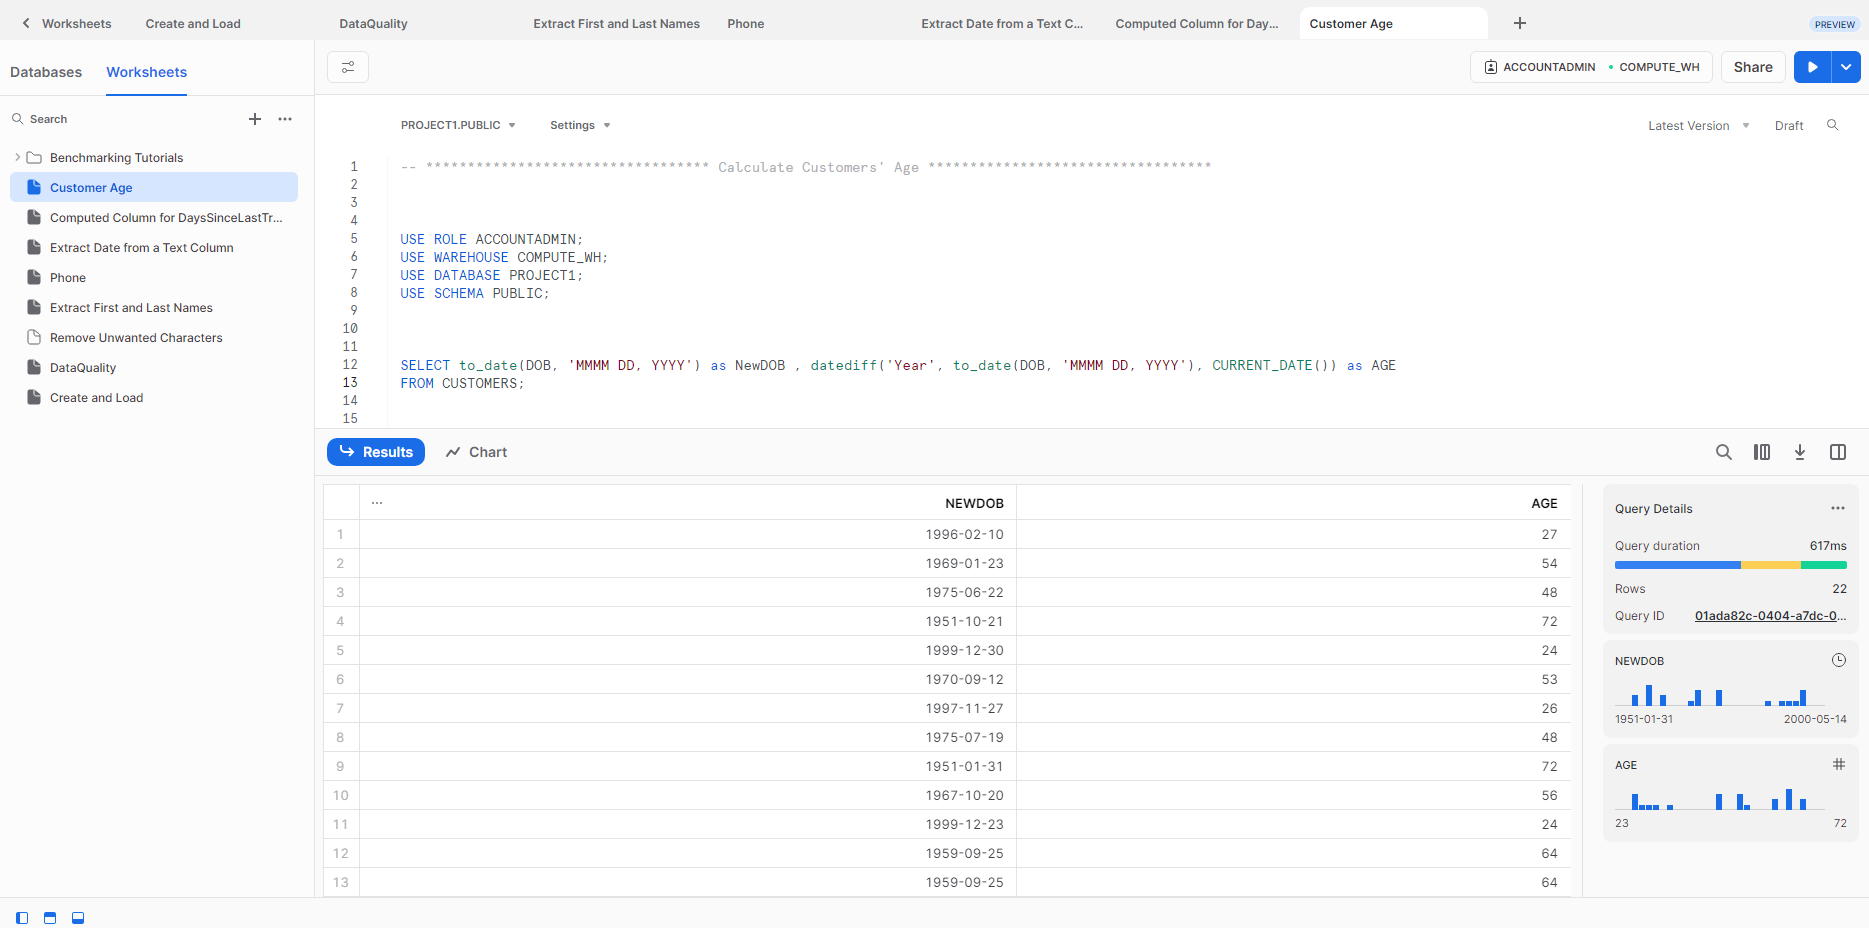 Worksheets
Create and Load
DataQuality
Extract First and Last Names
Phone
Extract Date from a Text C...
Computed Column for Day...
Customer Age
PREVIEW
Databases
Worksheets
ACCOUNTADMIN
COMPUTE_WH
Share
Search
Benchmarking Tutorials
Customer Age
Computed Column for DaysSinceLastTr...
Extract Date from a Text Column
Phone
Extract First and Last Names
Remove Unwanted Characters
DataQuality
Create and Load
PROJECT1.PUBLIC
Settings
Latest Version
Draft
1 -- ********************************** Calculate Customers' Age **********************************
2
3
4
5 USE ROLE ACCOUNTADMIN;
6 USE WAREHOUSE COMPUTE_WH;
7 USE DATABASE PROJECT1;
8 USE SCHEMA PUBLIC;
9
10
11
12 SELECT to_date(DOB, 'MMMM DD, YYYY') as NewDOB , datediff('Year', to_date(DOB, 'MMMM DD, YYYY'), CURRENT_DATE()) as AGE
13 FROM CUSTOMERS;
14
15
Results
Chart
... NEWDOB AGE
1 1996-02-10 27
2 1969-01-23 54
3 1975-06-22 48
4 1951-10-21 72
5 1999-12-30 24
6 1970-09-12 53
7 1997-11-27 26
8 1975-07-19 48
9 1951-01-31 72
10 1967-10-20 56
11 1999-12-23 24
12 1959-09-25 64
13 1959-09-25 64
Query Details
Query duration 617ms
Rows 22
Query ID 01ada82c-0404-a7dc-0...
NEWDOB
1951-01-31 2000-05-14
AGE
23 72